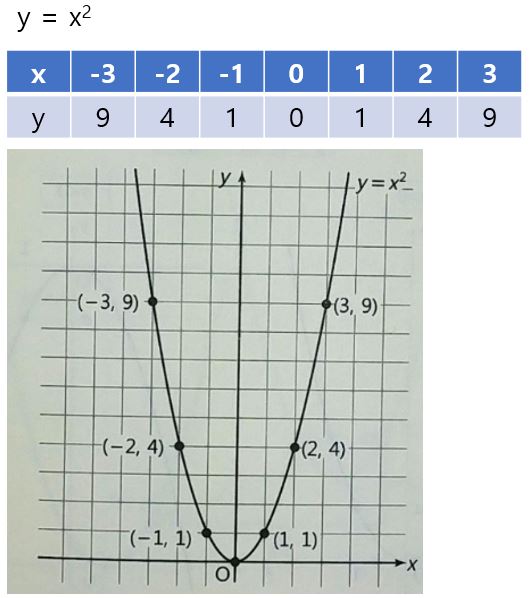 y = x²
x -3 -2 -1 0 1 2 3
y 9 4 1 0 1 4 9
y y=x²
(−3, 9) (3, 9)
(−2, 4) (2, 4)
(−1, 1) (1, 1)
O x